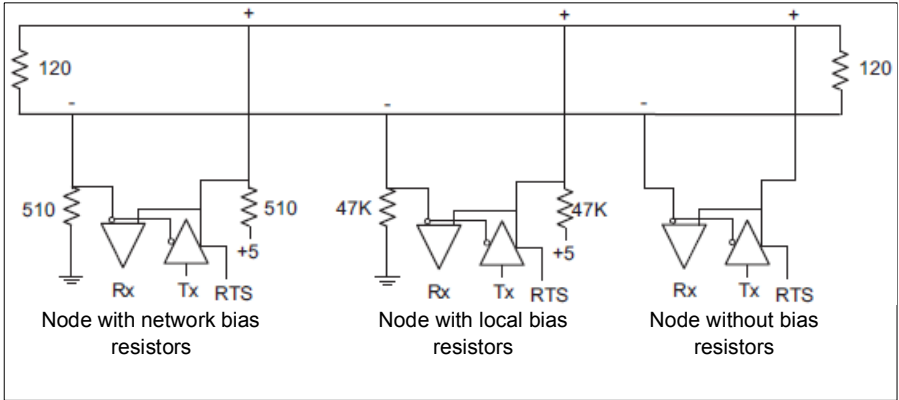 + + +
120 120
- - -
510 510 47K 47K
+5 +5
Rx Tx RTS Rx Tx RTS Rx Tx RTS
Node with network bias
resistors
Node with local bias
resistors
Node without bias
resistors